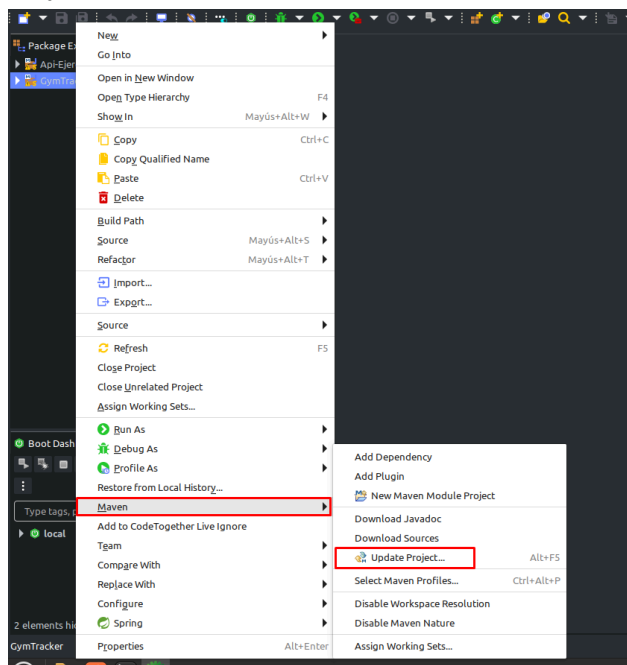 Package Ex
Api-Ejer
GymTra
New
Go Into
Open in New Window
Open Type Hierarchy F4
Show In Mayús+Alt+W
Copy Ctrl+C
Copy Qualified Name
Paste Ctrl+V
Delete
Build Path
Source Mayús+Alt+S
Refactor Mayús+Alt+T
Import...
Export...
Source
Refresh F5
Close Project
Close Unrelated Project
Assign Working Sets...
Run As
Debug As
Profile As
Restore from Local History...
Maven
Add to CodeTogether Live Ignore
Team
Compare With
Replace With
Configure
Spring
Properties Alt+Enter
Add Dependency
Add Plugin
New Maven Module Project
Download Javadoc
Download Sources
Update Project... Alt+F5
Select Maven Profiles... Ctrl+Alt+P
Disable Workspace Resolution
Disable Maven Nature
Assign Working Sets...
Boot Dash
Type tags, p
local
2 elements hi
GymTracker